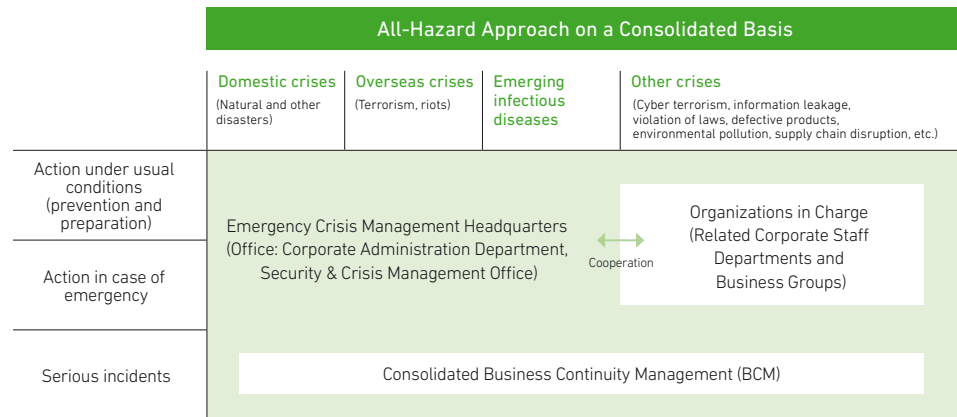 All-Hazard Approach on a Consolidated Basis
Domestic crises
(Natural and other
disasters)
Overseas crises
(Terrorism, riots)
Emerging
infectious
diseases
Other crises
(Cyber terrorism, information leakage,
violation of laws, defective products,
environmental pollution, supply chain disruption, etc.)
Action under usual
conditions
(prevention and
preparation)
Action in case of
emergency
Emergency Crisis Management Headquarters
(Office: Corporate Administration Department,
Security & Crisis Management Office)
Cooperation
Organizations in Charge
(Related Corporate Staff
Departments and
Business Groups)
Serious incidents
Consolidated Business Continuity Management (BCM)